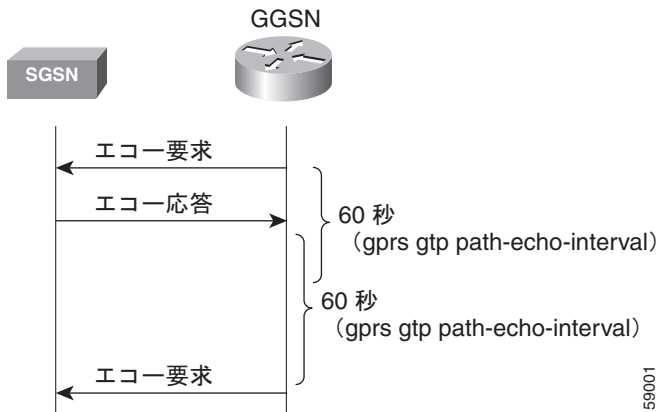 GGSN
SGSN
エコー要求
エコー応答
60 秒
（gprs gtp path-echo-interval）
60 秒
（gprs gtp path-echo-interval）
エコー要求
59001